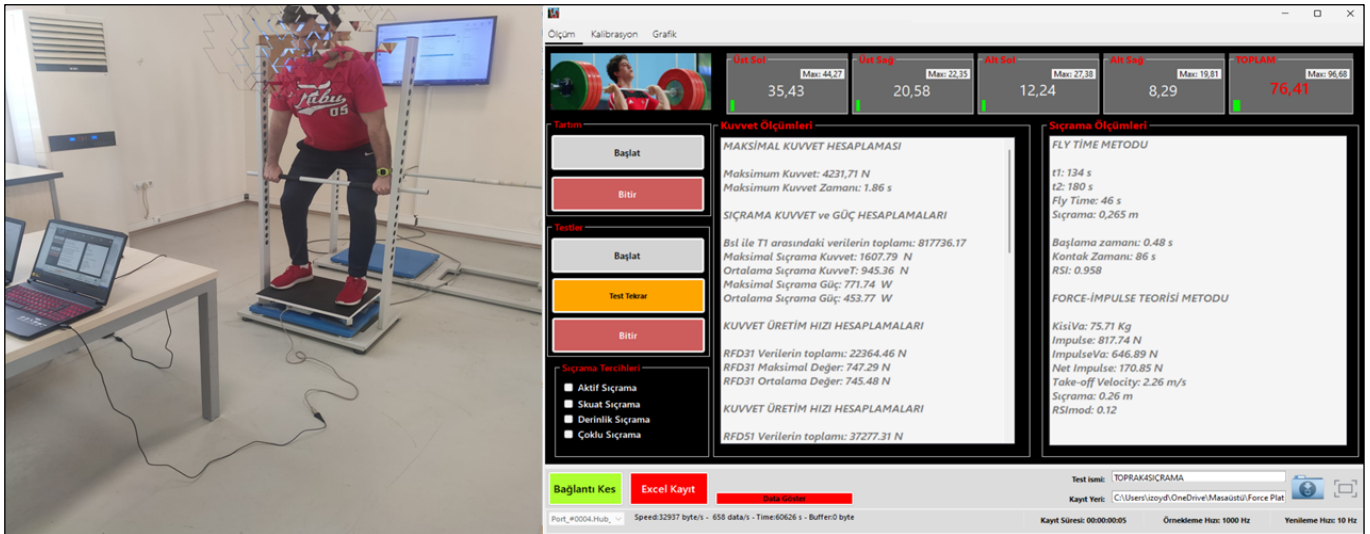 Jübu
05
Ölçüm Kalibrasyon Grafik
Üst Sol
Max: 44,27
35,43
Üst Sağ
Max: 22,35
20,58
Alt Sol
Max: 27,38
12,24
Alt Sağ
Max: 19,81
8,29
TOPLAM
Max: 96,68
76,41
Tartım
Başlat
Bitir
Testler
Başlat
Test Tekrar
Bitir
Sıçrama Tercihleri
Aktif Sıçrama
Skuat Sıçrama
Derinlik Sıçrama
Çoklu Sıçrama
Kuvvet Ölçümleri
MAKSİMAL KUVVET HESAPLAMASI
Maksimum Kuvvet: 4231,71 N
Maksimum Kuvvet Zamanı: 1.86 s
SIÇRAMA KUVVET ve GÜÇ HESAPLAMALARI
Bsl ile T1 arasındaki verilerin toplamı: 817736.17
Maksimal Sıçrama Kuvvet: 1607.79 N
Ortalama Sıçrama KuvveT: 945.36 N
Maksimal Sıçrama Güç: 771.74 W
Ortalama Sıçrama Güç: 453.77 W
KUVVET ÜRETİM HIZI HESAPLAMALARI
RFD31 Verilerin toplamı: 22364.46 N
RFD31 Maksimal Değer: 747.29 N
RFD31 Ortalama Değer: 745.48 N
KUVVET ÜRETİM HIZI HESAPLAMALARI
RFD51 Verilerin toplamı: 37277.31 N
Sıçrama Ölçümleri
FLY TİME METODU
t1: 134 s
t2: 180 s
Fly Time: 46 s
Sıçrama: 0,265 m
Başlama zamanı: 0.48 s
Kontak Zamanı: 86 s
RSI: 0.958
FORCE-İMPULSE TEORİSİ METODU
KisiVa: 75.71 Kg
Impulse: 817.74 N
ImpulseVa: 646.89 N
Net Impulse: 170.85 N
Take-off Velocity: 2.26 m/s
Sıçrama: 0.26 m
RSImod: 0.12
Bağlantı Kes
Excel Kayıt
Data Göster
Test ismi: TOPRAK4SIÇRAMA
Kayıt Yeri: C:\Users\izoyd\OneDrive\Masaüstü\Force Plat
Port_#0004.Hub_ Speed:32937 byte/s - 658 data/s - Time:60626 s - Buffer:0 byte
Kayıt Süresi: 00:00:00:05 Örnekleme Hızı: 1000 Hz Yenileme Hızı: 10 Hz